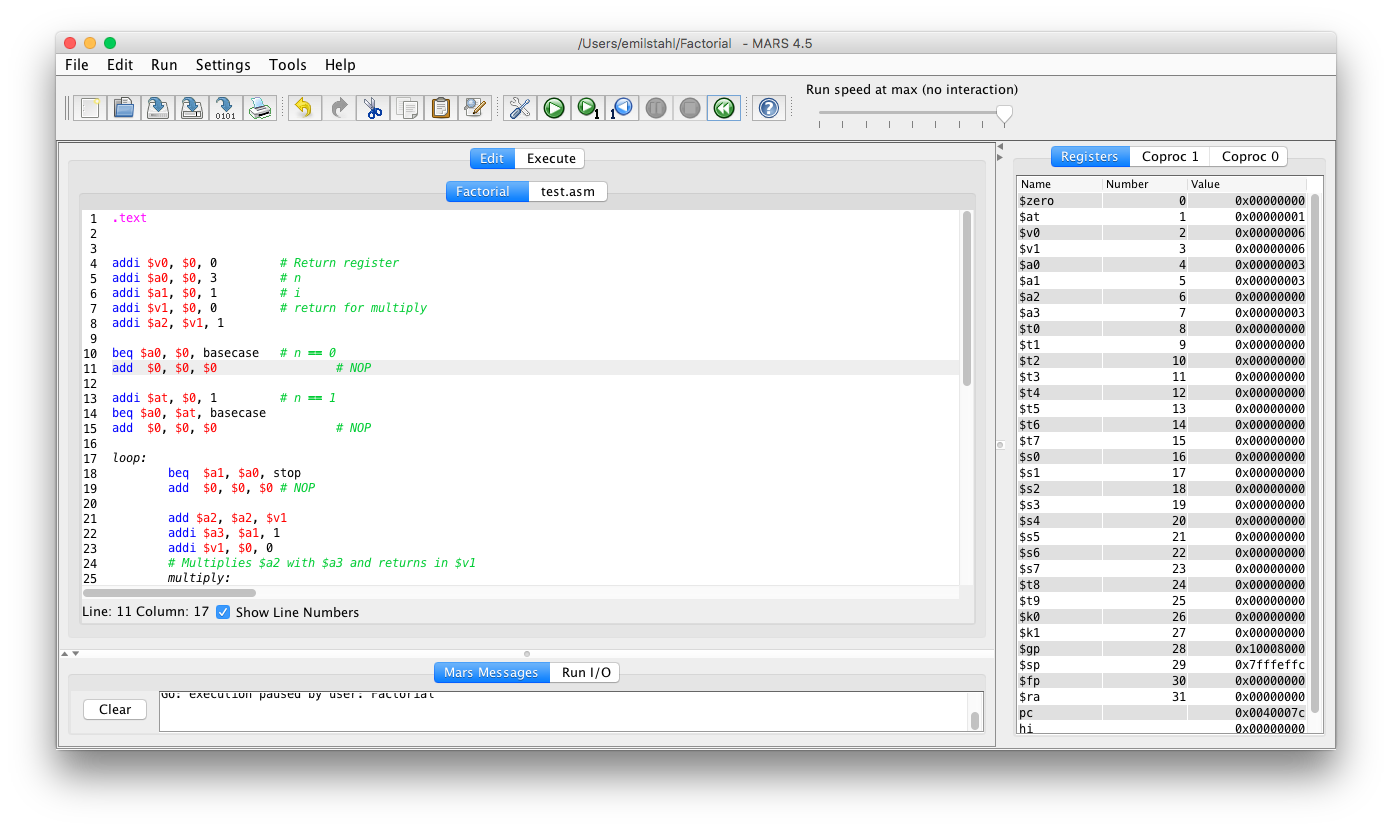 /Users/emilstahl/Factorial - MARS 4.5
File Edit Run Settings Tools Help
Run speed at max (no interaction)
0101
1
1
Edit Execute
Factorial test.asm
1 .text
2
3
4 addi $v0, $0, 0 # Return register
5 addi $a0, $0, 3 # n
6 addi $a1, $0, 1 # i
7 addi $v1, $0, 0 # return for multiply
8 addi $a2, $v1, 1
9
10 beq $a0, $0, basecase # n == 0
11 add $0, $0, $0 # NOP
12
13 addi $at, $0, 1 # n == 1
14 beq $a0, $at, basecase
15 add $0, $0, $0 # NOP
16
17 loop:
18 beq $a1, $a0, stop
19 add $0, $0, $0 # NOP
20
21 add $a2, $a2, $v1
22 addi $a3, $a1, 1
23 addi $v1, $0, 0
24 # Multiplies $a2 with $a3 and returns in $v1
25 multiply:
Line: 11 Column: 17 Show Line Numbers
Mars Messages Run I/O
Clear
Go: execution paused by user: Factorial
Registers Coproc 1 Coproc 0
Name Number Value
$zero 0 0x00000000
$at 1 0x00000001
$v0 2 0x00000006
$v1 3 0x00000006
$a0 4 0x00000003
$a1 5 0x00000003
$a2 6 0x00000000
$a3 7 0x00000003
$t0 8 0x00000000
$t1 9 0x00000000
$t2 10 0x00000000
$t3 11 0x00000000
$t4 12 0x00000000
$t5 13 0x00000000
$t6 14 0x00000000
$t7 15 0x00000000
$s0 16 0x00000000
$s1 17 0x00000000
$s2 18 0x00000000
$s3 19 0x00000000
$s4 20 0x00000000
$s5 21 0x00000000
$s6 22 0x00000000
$s7 23 0x00000000
$t8 24 0x00000000
$t9 25 0x00000000
$k0 26 0x00000000
$k1 27 0x00000000
$gp 28 0x10008000
$sp 29 0x7fffeffc
$fp 30 0x00000000
$ra 31 0x00000000
pc 0x0040007c
hi 0x00000000